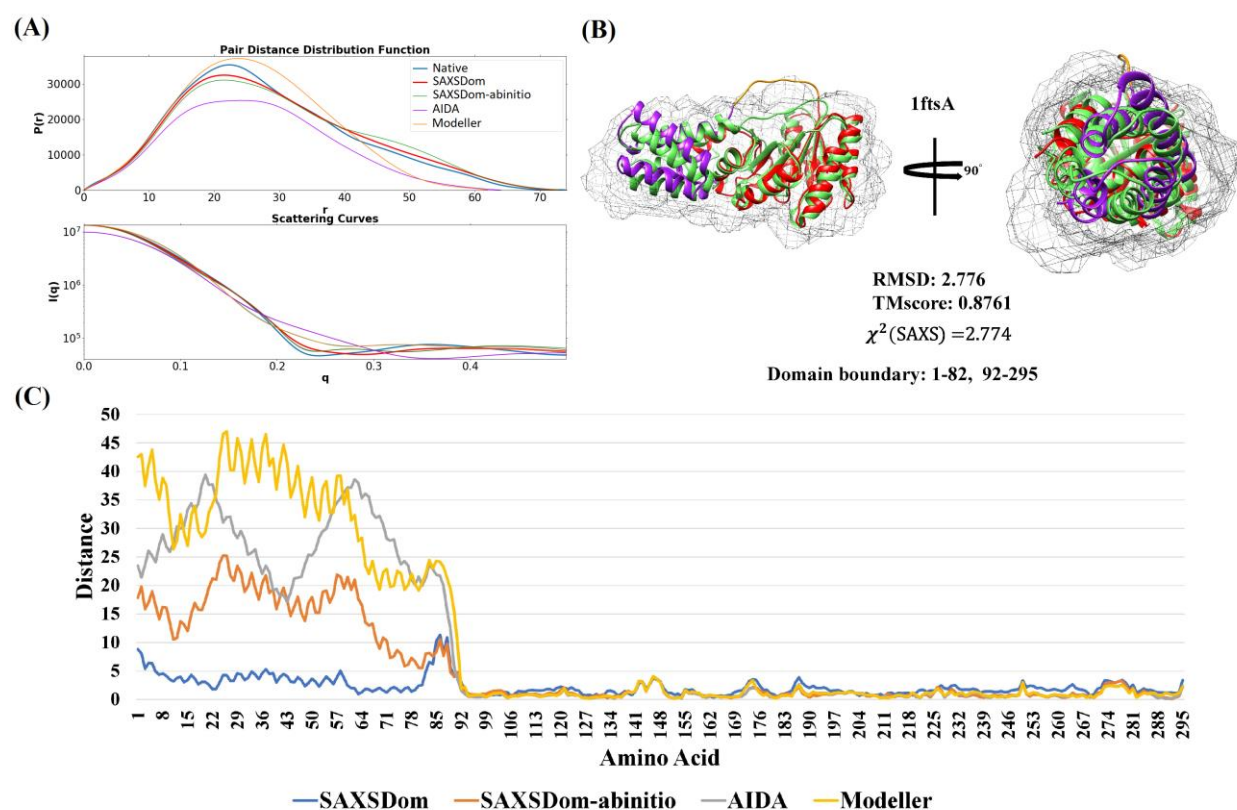 (A)
Pair Distance Distribution Function
P(r)
30000
20000
10000
0
Native
SAXSDom
SAXSDom-abinitio
AIDA
Modeller
0 10 20 30 40 50 60 70
r
Scattering Curves
I(q)
10⁷
10⁶
10⁵
0.0 0.1 0.2 0.3 0.4
q
(B)
1ftsA
90°
RMSD: 2.776
TMscore: 0.8761
χ²(SAXS) =2.774
Domain boundary: 1-82, 92-295
(C)
Distance
50
45
40
35
30
25
20
15
10
5
0
1 8 15 22 29 36 43 50 57 64 71 78 85 92 99 106 113 120 127 134 141 148 155 162 169 176 183 190 197 204 211 218 225 232 239 246 253 260 267 274 281 288 295
Amino Acid
SAXSDom SAXSDom-abinitio AIDA Modeller